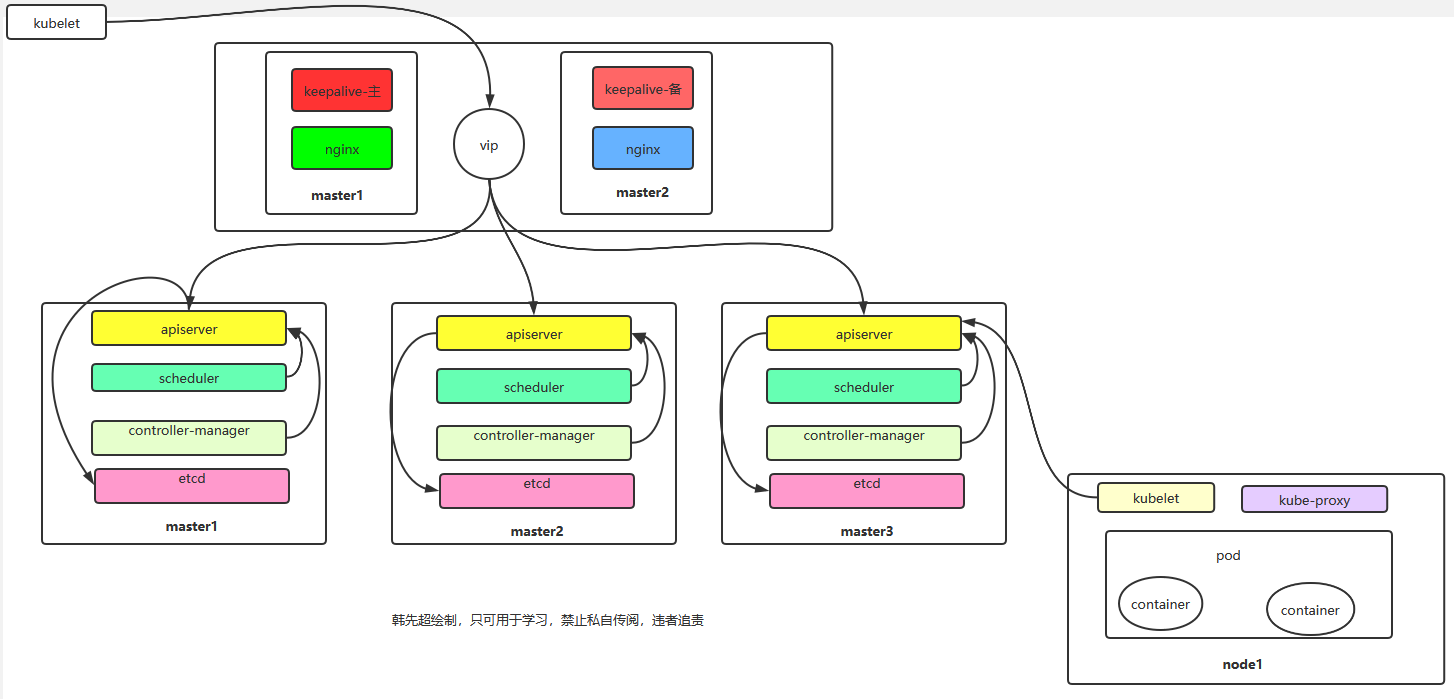 kubelet
keepalive-主
nginx
master1
vip
keepalive-备
nginx
master2
apiserver
scheduler
controller-manager
etcd
master1
apiserver
scheduler
controller-manager
etcd
master2
apiserver
scheduler
controller-manager
etcd
master3
kubelet
kube-proxy
pod
container
container
node1
韩先超绘制，只可用于学习，禁止私自传阅，违者追责